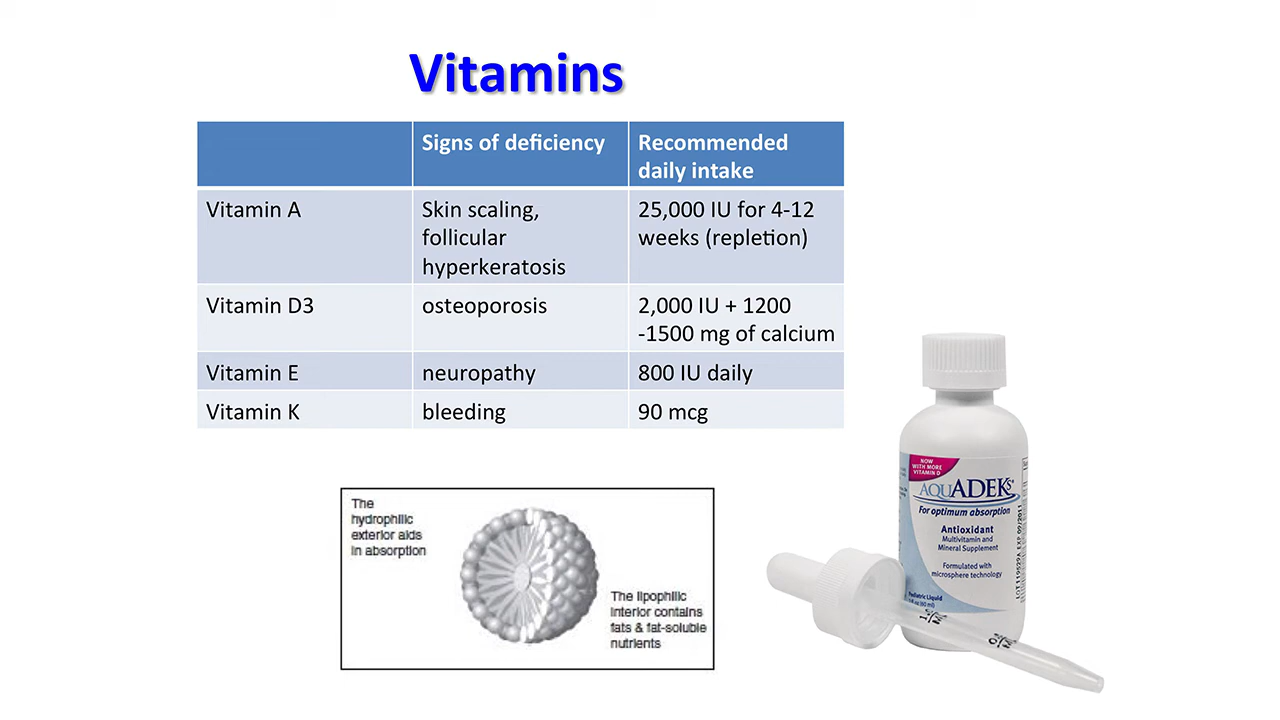 Vitamins
Signs of deficiency
Recommended
daily intake
Vitamin A
Skin scaling,
follicular
hyperkeratosis
25,000 IU for 4-12
weeks (repletion)
Vitamin D3
osteoporosis
2,000 IU + 1200
-1500 mg of calcium
Vitamin E
neuropathy
800 IU daily
Vitamin K
bleeding
90 mcg
The
hydrophilic
exterior aids
in absorption
The lipophilic
interior contains
fats & fat-soluble
nutrients
NOW
WITH MORE
VITAMIN D
AQUADEKs
For optimum absorption
Antioxidant
Multivitamin and
Mineral Supplement
Formulated with
microsphere technology
Pediatric Liquid